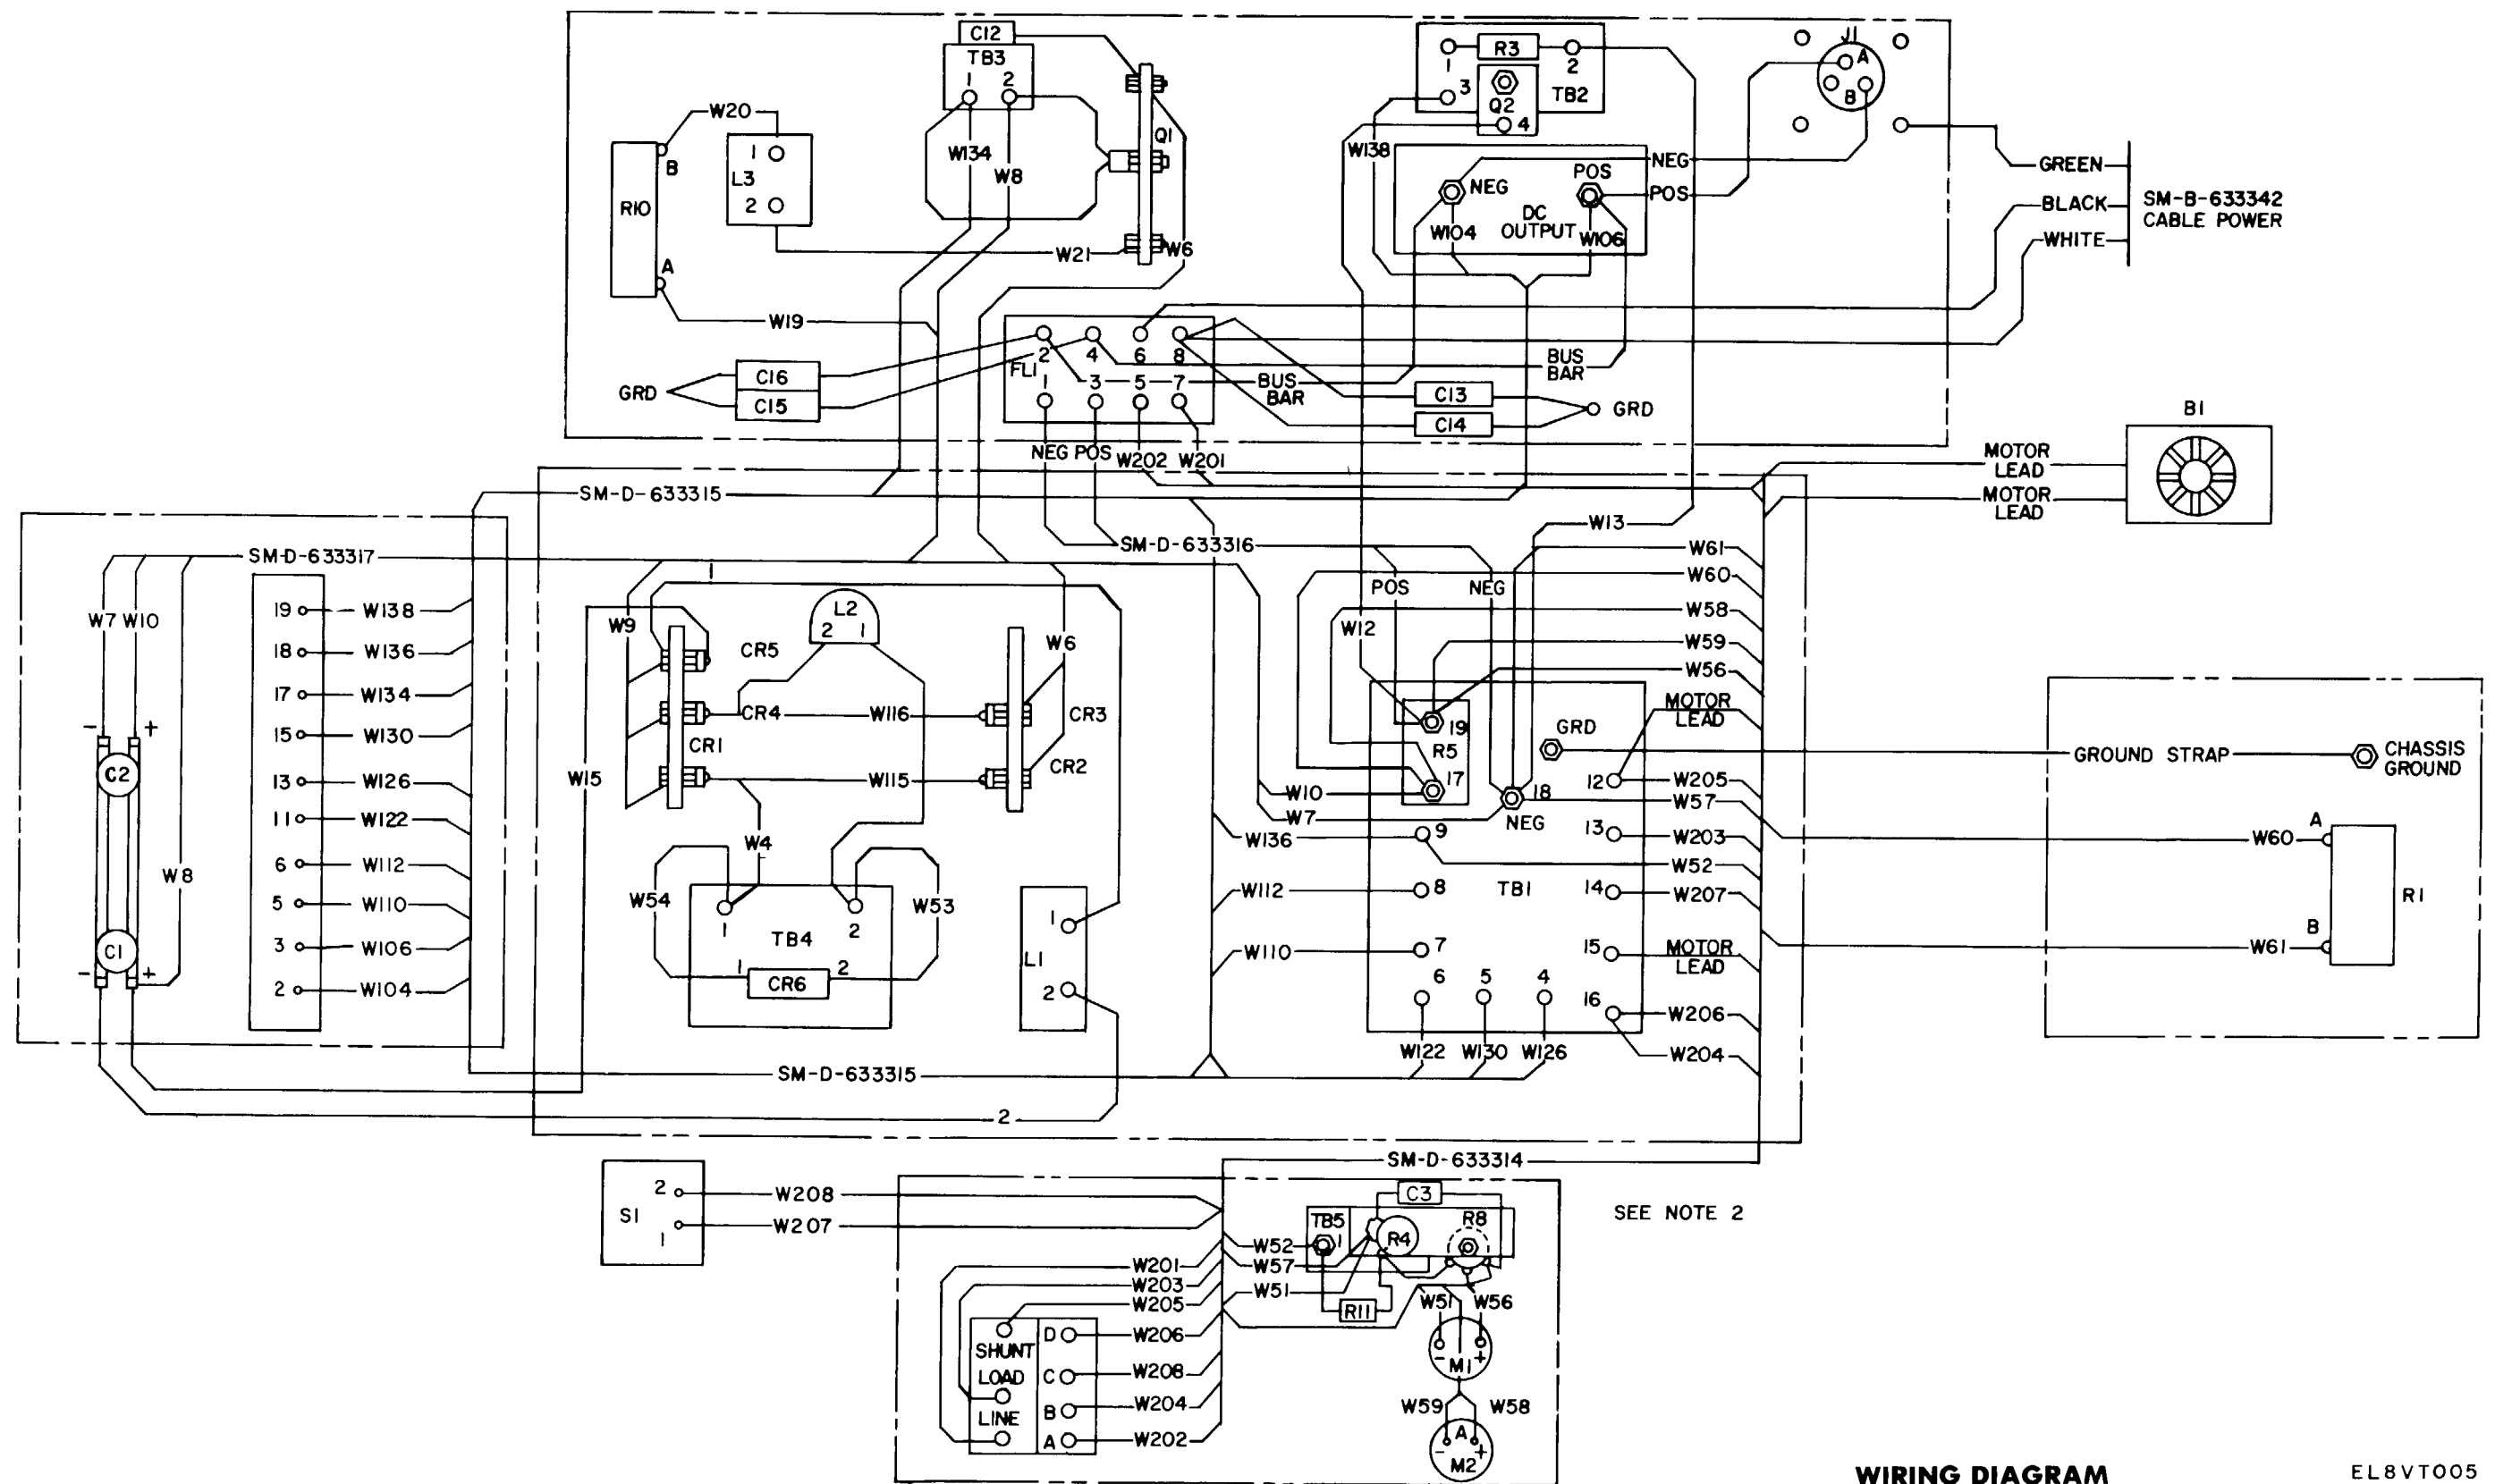 C12
TB3
1 2
W20
B
R10
A
1
L3
2
W134
W8
Q1
W21
W6
W19
1
R3
2
3
Q2
TB2
4
J1
A
B
W138
NEG
POS
NEG
POS
DC
OUTPUT
W104
W106
GREEN
BLACK
WHITE
SM-B-633342
CABLE POWER
2 4 6 8
FL1
1 3 5 7
BUS
BAR
BUS
BAR
GRD
C16
C15
C13
C14
GRD
NEG POS
W202 W201
B1
MOTOR
LEAD
MOTOR
LEAD
SM-D-633315
SM-D-633317
SM-D-633316
W13
W61
W60
W58
W59
W56
POS
NEG
W12
W7 W10
19 W138
18 W136
17 W134
15 W130
13 W126
11 W122
6 W112
5 W110
3 W106
2 W104
- +
C2
C1
- +
W8
W9
L2
2 1
CR5
CR4
W116
CR3
CR1
W115
CR2
W6
W15
W4
W54
W53
1
TB4
2
1
CR6
2
1
L1
2
19
R5
17
GRD
MOTOR
LEAD
12 W205
18 W57
NEG
W10
W7
W136 9
13 W203
W52
W112 8
TB1
14 W207
W110 7
15 MOTOR
LEAD
6 5 4
16 W206
W204
W122 W130 W126
GROUND STRAP
CHASSIS
GROUND
A
W60
R1
B
W61
SM-D-633315
2
SM-D-633314
S1
2 W208
1 W207
SEE NOTE 2
C3
TB5
1
R4
R8
W52
W57
W51
R11
W51 W56
- +
M1
W59 W58
A
- +
M2
W201
W203
W205
D W206
SHUNT
LOAD
C W208
B W204
LINE
A W202
WIRING DIAGRAM
EL8VT005